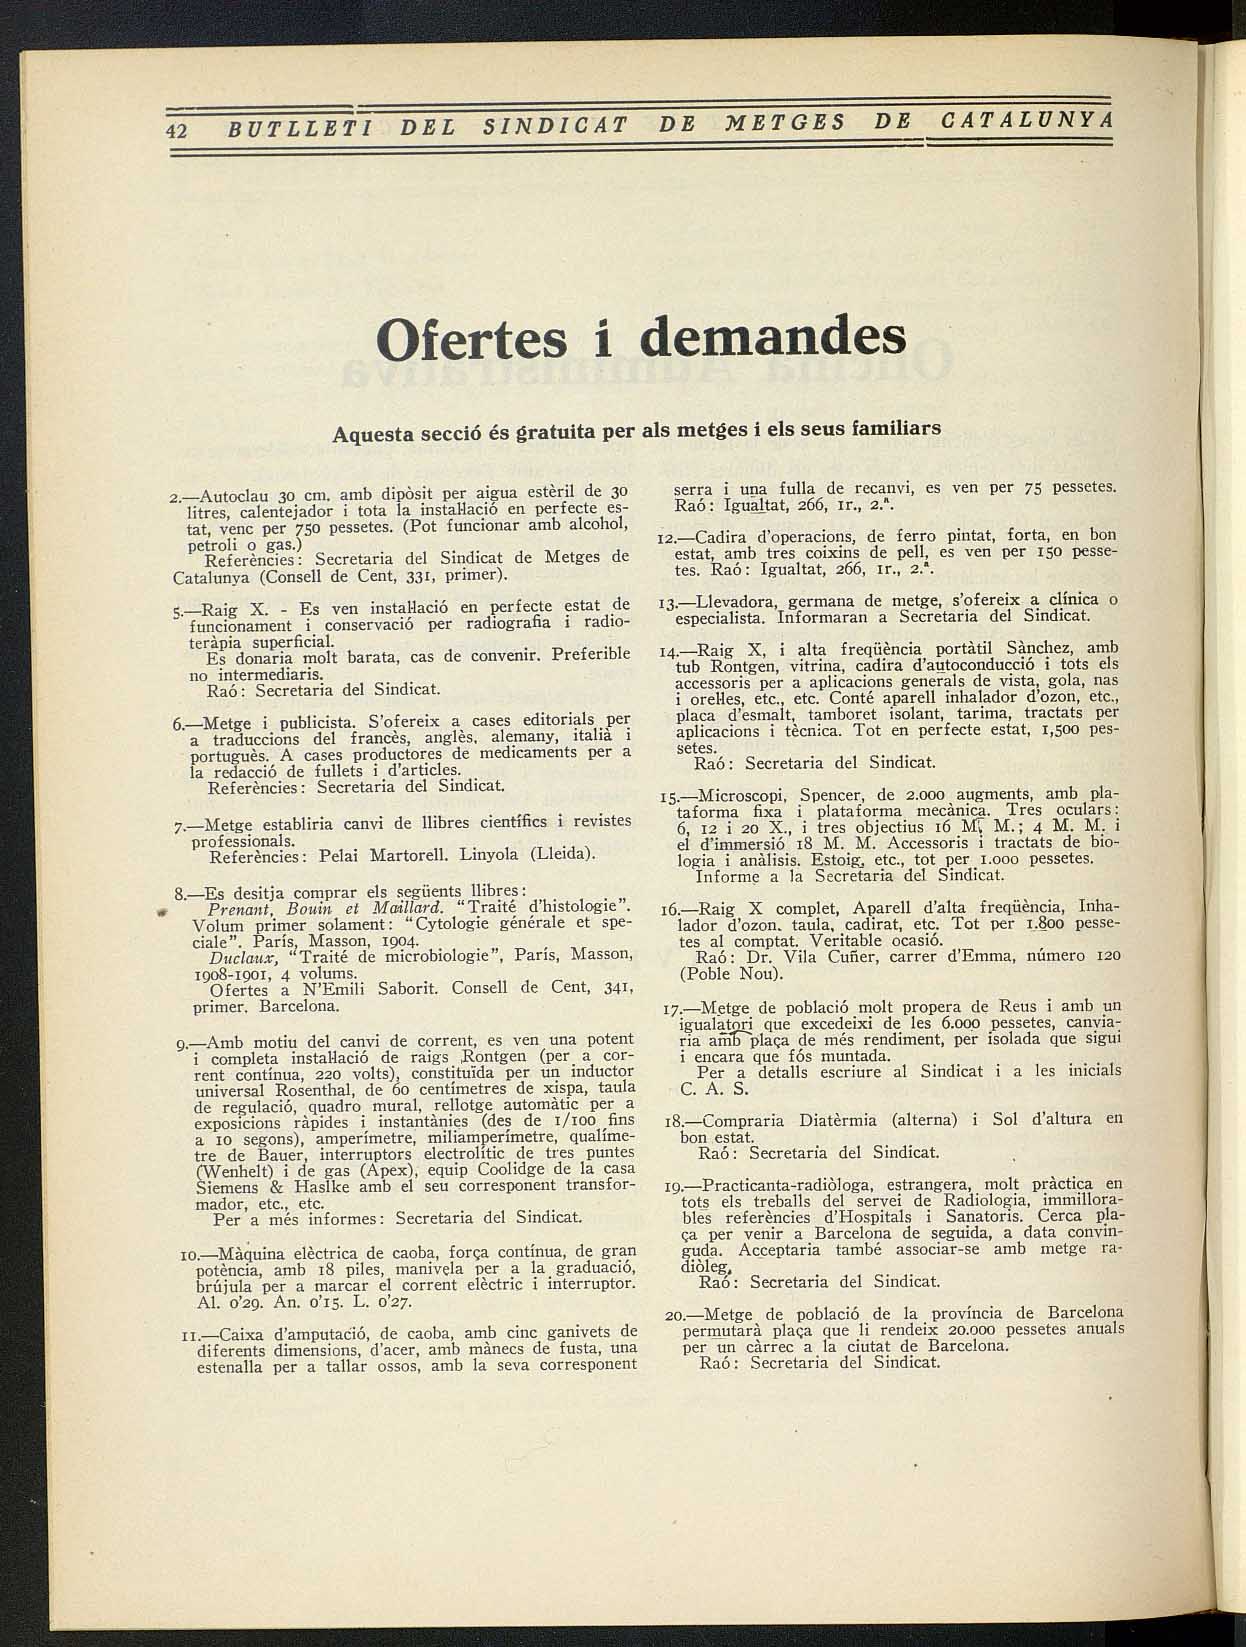 42 BUTLLETI DEL SINDICAT DE METGES DE CATALUNYA
Ofertes i demandes
Aquesta secció és gratuita per als metges i els seus familiars
2.—Autoclau 30 cm. amb dipòsit per aigua estèril de 30
litres, calentejador i tota la instaŀlació en perfecte es-
tat, venc per 750 pessetes. (Pot funcionar amb alcohol,
petroli o gas.)
Referències: Secretaria del Sindicat de Metges de
Catalunya (Consell de Cent, 331, primer).
5.—Raig X. - Es ven instaŀlació en perfecte estat de
funcionament i conservació per radiografia i radio-
teràpia superficial.
Es donaria molt barata, cas de convenir. Preferible
no intermediaris.
Raó: Secretaria del Sindicat.
6.—Metge i publicista. S'ofereix a cases editorials per
a traduccions del francès, anglès, alemany, italià i
portuguès. A cases productores de medicaments per a
la redacció de fullets i d'articles.
Referències: Secretaria del Sindicat.
7.—Metge establiria canvi de llibres científics i revistes
professionals.
Referències: Pelai Martorell. Linyola (Lleida).
8.—Es desitja comprar els següents llibres:
Prenant, Bouin et Maillard. "Traité d'histologie".
Volum primer solament: "Cytologie générale et spe-
ciale". París, Masson, 1904.
Duclaux, "Traité de microbiologie", París, Masson,
1908-1901, 4 volums.
Ofertes a N'Emili Saborit. Consell de Cent, 341,
primer. Barcelona.
9.—Amb motiu del canvi de corrent, es ven una potent
i completa instaŀlació de raigs Rontgen (per a cor-
rent contínua, 220 volts), constituïda per un inductor
universal Rosenthal, de 60 centímetres de xispa, taula
de regulació, quadro mural, rellotge automàtic per a
exposicions ràpides i instantànies (des de 1/100 fins
a 10 segons), amperímetre, miliamperímetre, qualíme-
tre de Bauer, interruptors electrolític de tres puntes
(Wenhelt) i de gas (Apex), equip Coolidge de la casa
Siemens & Haslke amb el seu corresponent transfor-
mador, etc., etc.
Per a més informes: Secretaria del Sindicat.
10.—Màquina elèctrica de caoba, força contínua, de gran
potència, amb 18 piles, manivela per a la graduació,
brújula per a marcar el corrent elèctric i interruptor.
Al. 0'29. An. 0'15. L. 0'27.
11.—Caixa d'amputació, de caoba, amb cinc ganivets de
diferents dimensions, d'acer, amb mànecs de fusta, una
estenalla per a tallar ossos, amb la seva corresponent
serra i una fulla de recanvi, es ven per 75 pessetes.
Raó: Igualtat, 266, 1r., 2.ª.
12.—Cadira d'operacions, de ferro pintat, forta, en bon
estat, amb tres coixins de pell, es ven per 150 pesse-
tes. Raó: Igualtat, 266, 1r., 2.ª.
13.—Llevadora, germana de metge, s'ofereix a clínica o
especialista. Informaran a Secretaria del Sindicat.
14.—Raig X, i alta freqüència portàtil Sànchez, amb
tub Rontgen, vitrina, cadira d'autoconducció i tots els
accessoris per a aplicacions generals de vista, gola, nas
i oreŀles, etc., etc. Conté aparell inhalador d'ozon, etc.,
placa d'esmalt, tamboret isolant, tarima, tractats per
aplicacions i tècnica. Tot en perfecte estat, 1,500 pes-
setes.
Raó: Secretaria del Sindicat.
15.—Microscopi, Spencer, de 2.000 augments, amb pla-
taforma fixa i plataforma mecànica. Tres oculars:
6, 12 i 20 X., i tres objectius 16 M. M.; 4 M. M. i
el d'immersió 18 M. M. Accessoris i tractats de bio-
logia i anàlisis. Estoig, etc., tot per 1.000 pessetes.
Informe a la Secretaria del Sindicat.
16.—Raig X complet, Aparell d'alta freqüència, Inha-
lador d'ozon. taula, cadirat, etc. Tot per 1.800 pesse-
tes al comptat. Veritable ocasió.
Raó: Dr. Vila Cuñer, carrer d'Emma, número 120
(Poble Nou).
17.—Metge de població molt propera de Reus i amb un
igualatori que excedeixi de les 6.000 pessetes, canvia-
ria amb plaça de més rendiment, per isolada que sigui
i encara que fós muntada.
Per a detalls escriure al Sindicat i a les inicials
C. A. S.
18.—Compraria Diatèrmia (alterna) i Sol d'altura en
bon estat.
Raó: Secretaria del Sindicat.
19.—Practicanta-radiòloga, estrangera, molt pràctica en
tots els treballs del servei de Radiologia, immillora-
bles referències d'Hospitals i Sanatoris. Cerca pla-
ça per venir a Barcelona de seguida, a data convin-
guda. Acceptaria també associar-se amb metge ra-
diòleg.
Raó: Secretaria del Sindicat.
20.—Metge de població de la província de Barcelona
permutarà plaça que li rendeix 20.000 pessetes anuals
per un càrrec a la ciutat de Barcelona.
Raó: Secretaria del Sindicat.